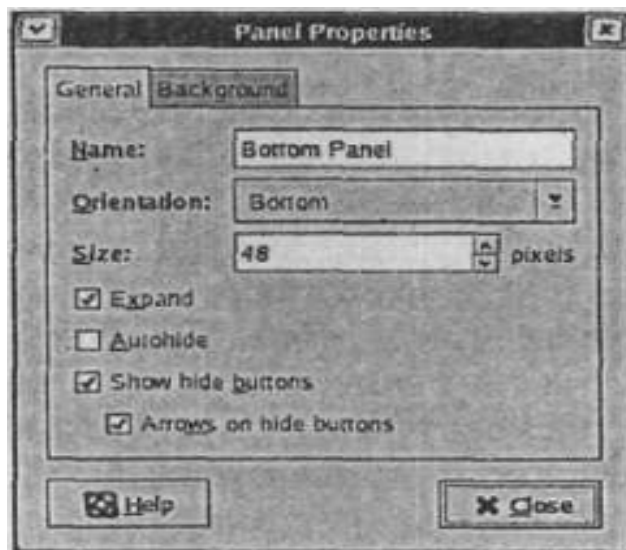 Panel Properties
General Background
Name: Bottom Panel
Orientation: Bottom
Size: 48 pixels
Expand
Autohide
Show hide buttons
Arrows on hide buttons
Help Close